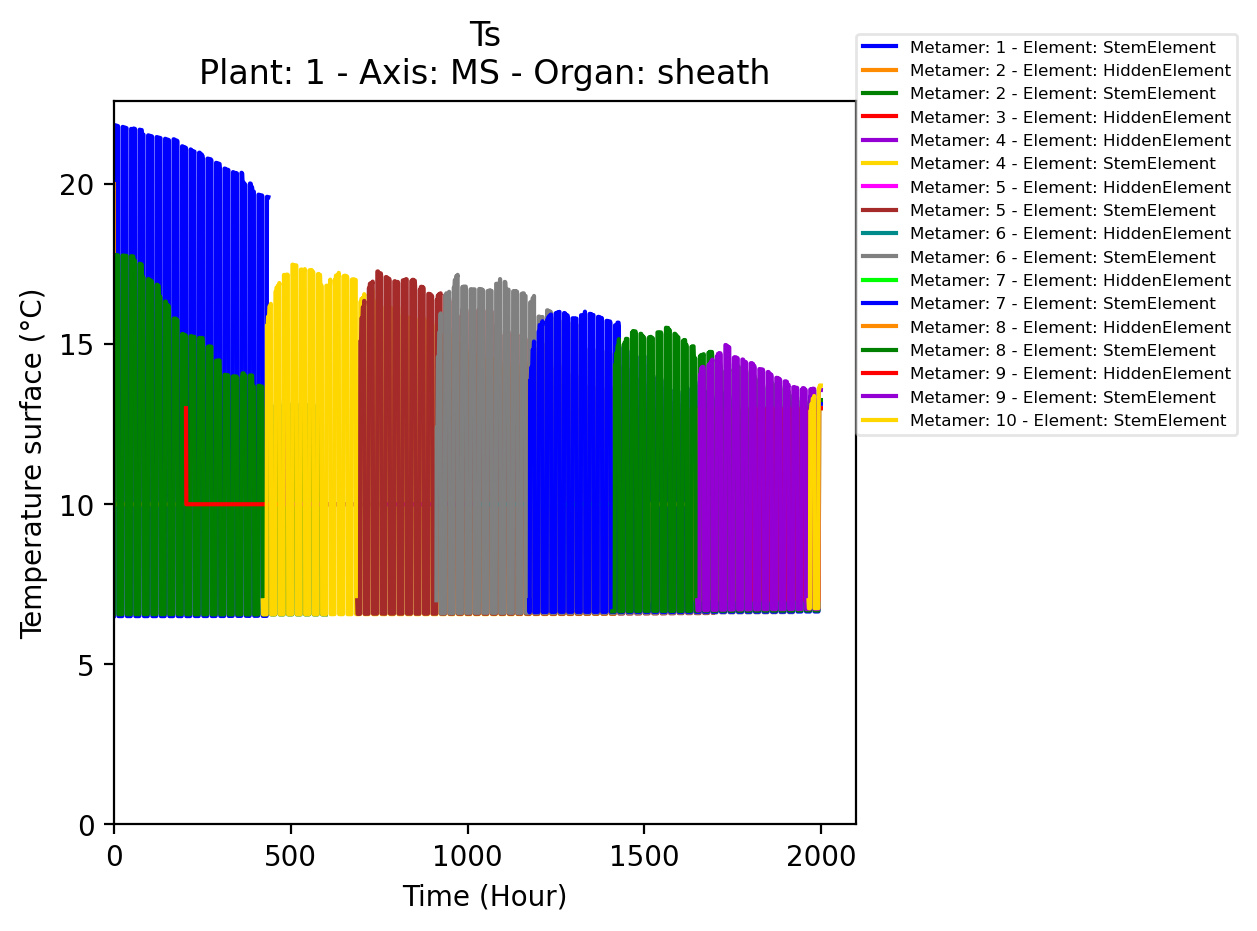 Ts
Plant: 1 - Axis: MS - Organ: sheath
Metamer: 1 - Element: StemElement
Metamer: 2 - Element: HiddenElement
Metamer: 2 - Element: StemElement
Metamer: 3 - Element: HiddenElement
Metamer: 4 - Element: HiddenElement
Metamer: 4 - Element: StemElement
Metamer: 5 - Element: HiddenElement
Metamer: 5 - Element: StemElement
Metamer: 6 - Element: HiddenElement
Metamer: 6 - Element: StemElement
Metamer: 7 - Element: HiddenElement
Metamer: 7 - Element: StemElement
Metamer: 8 - Element: HiddenElement
Metamer: 8 - Element: StemElement
Metamer: 9 - Element: HiddenElement
Metamer: 9 - Element: StemElement
Metamer: 10 - Element: StemElement
Temperature surface (°C)
20
15
10
5
0
0 500 1000 1500 2000
Time (Hour)